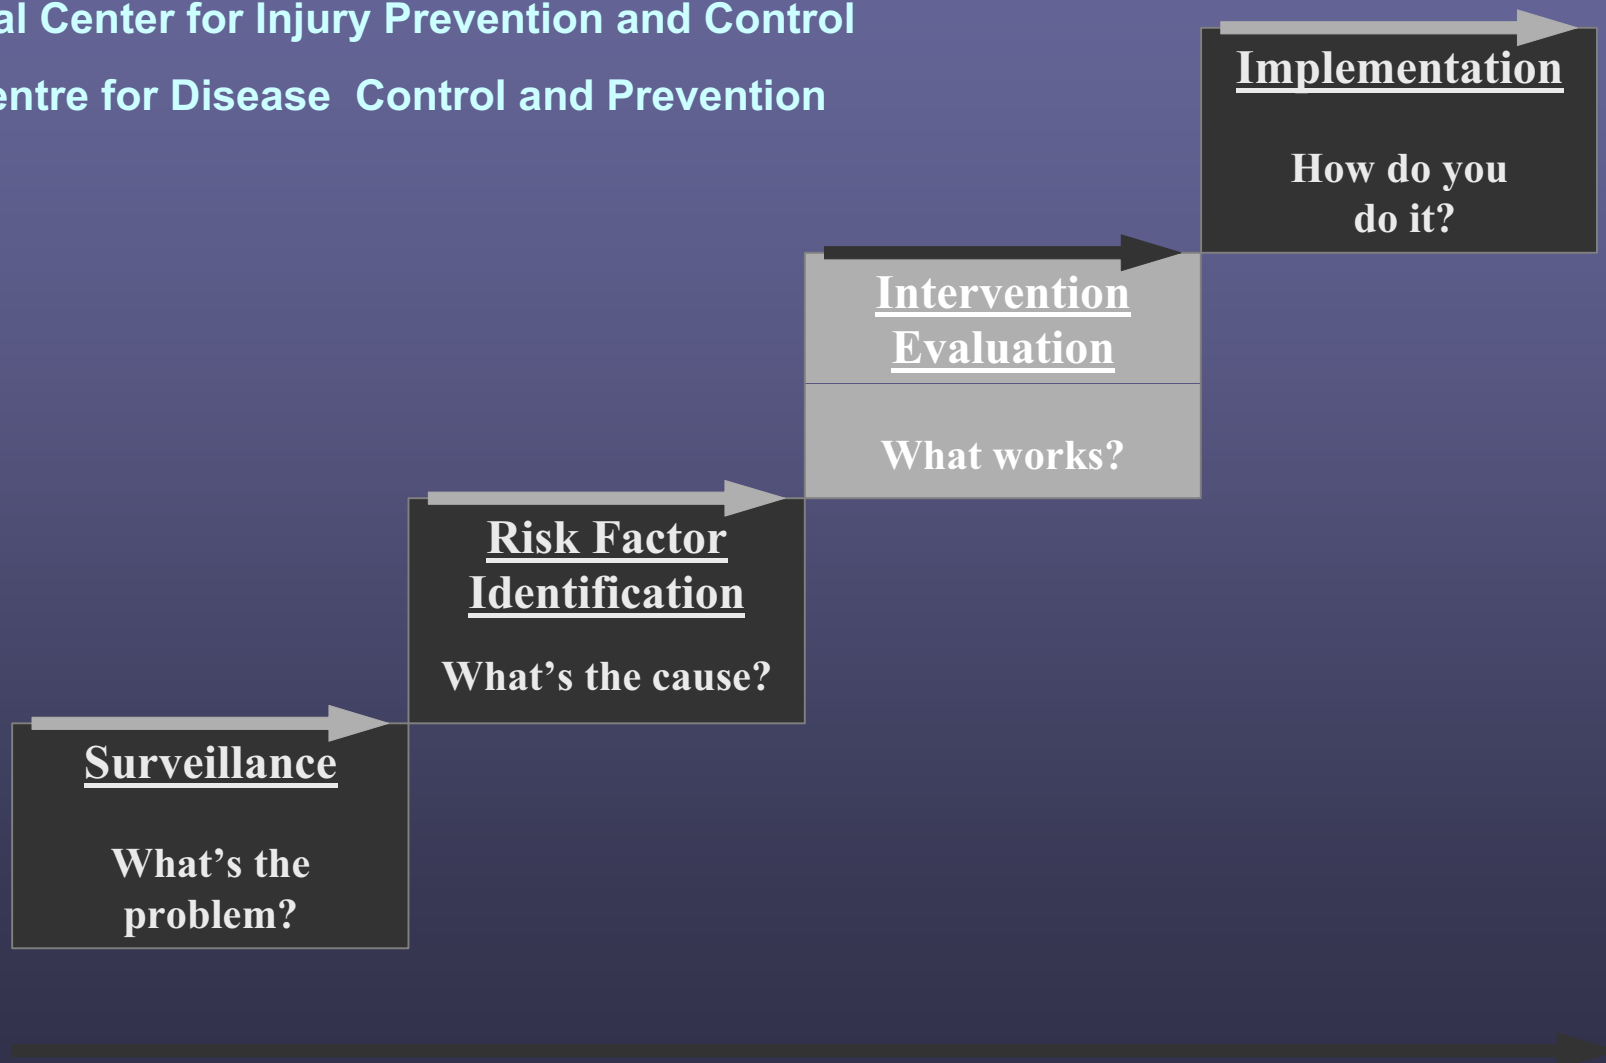 al Center for Injury Prevention and Control
entre for Disease  Control and Prevention
Implementation
How do you
do it?
Intervention
Evaluation
What works?
Risk Factor
Identification
What’s the cause?
Surveillance
What’s the
problem?